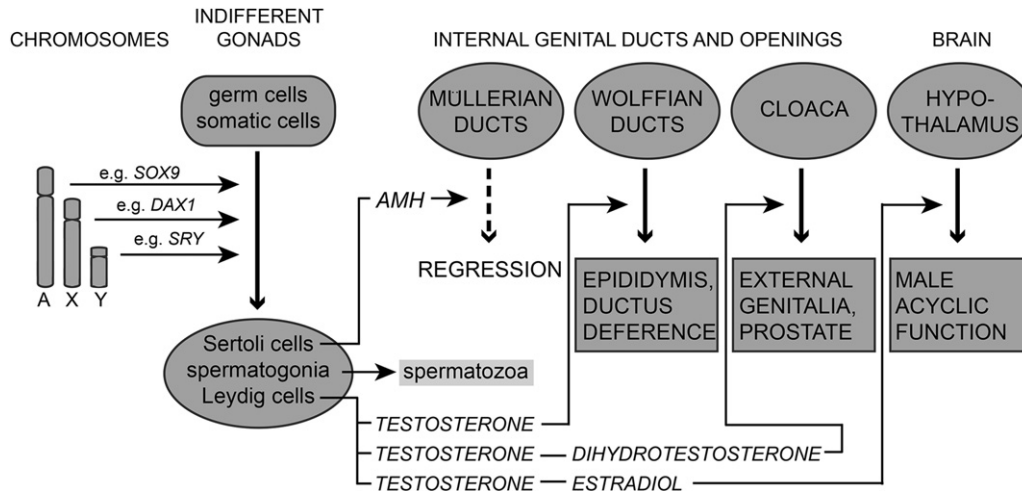 CHROMOSOMES
INDIFFERENT
GONADS
INTERNAL GENITAL DUCTS AND OPENINGS
BRAIN
germ cells
somatic cells
MÜLLERIAN
DUCTS
WOLFFIAN
DUCTS
CLOACA
HYPO-
THALAMUS
e.g. SOX9
e.g. DAX1
e.g. SRY
A X Y
AMH
REGRESSION
EPIDIDYMIS,
DUCTUS
DEFERENCE
EXTERNAL
GENITALIA,
PROSTATE
MALE
ACYCLIC
FUNCTION
Sertoli cells
spermatogonia
Leydig cells
spermatozoa
TESTOSTERONE
TESTOSTERONE DIHYDROTESTOSTERONE
TESTOSTERONE ESTRADIOL